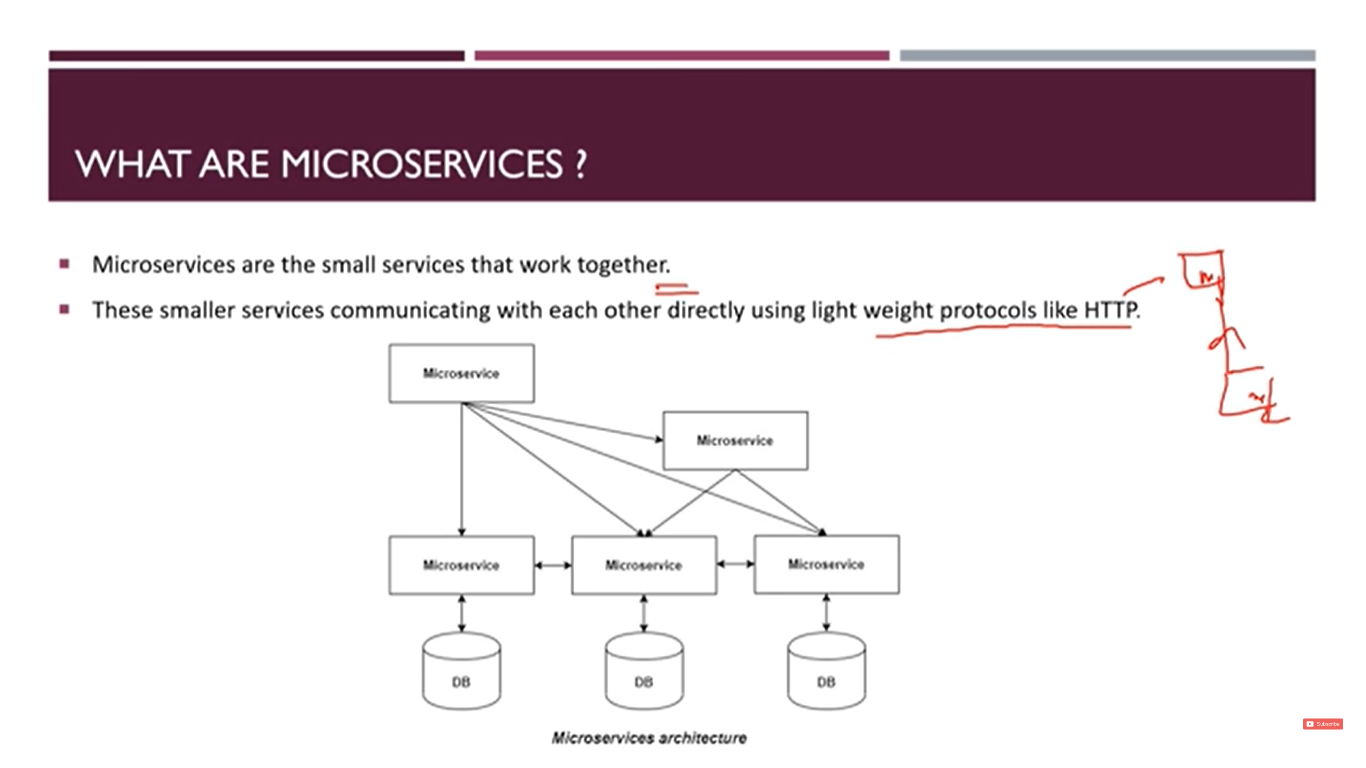 WHAT ARE MICROSERVICES ?
Microservices are the small services that work together.
These smaller services communicating with each other directly using light weight protocols like HTTP.
Microservice
Microservice
Microservice
Microservice
Microservice
DB
DB
DB
Microservices architecture
Subscribe